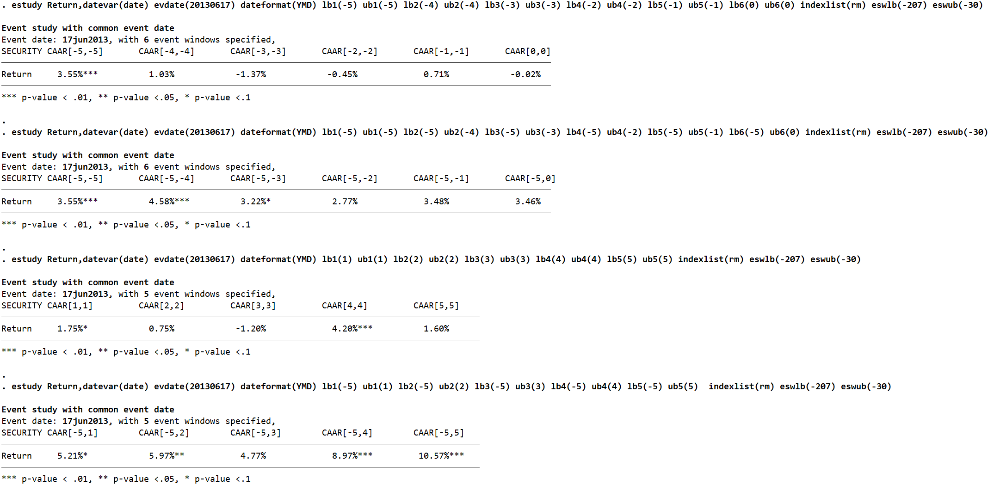 . estudy Return,datevar(date) evdate(20130617) dateformat(YMD) lb1(-5) ub1(-5) lb2(-4) ub2(-4) lb3(-3) ub3(-3) lb4(-2) ub4(-2) lb5(-1) ub5(-1) lb6(0) ub6(0) indexlist(rm) eswlb(-207) eswub(-30)
Event study with common event date
Event date: 17jun2013, with 6 event windows specified,
SECURITY CAAR[-5,-5] CAAR[-4,-4] CAAR[-3,-3] CAAR[-2,-2] CAAR[-1,-1] CAAR[0,0]
Return 3.55%*** 1.03% -1.37% -0.45% 0.71% -0.02%
*** p-value < .01, ** p-value <.05, * p-value <.1
.
. estudy Return,datevar(date) evdate(20130617) dateformat(YMD) lb1(-5) ub1(-5) lb2(-5) ub2(-4) lb3(-5) ub3(-3) lb4(-5) ub4(-2) lb5(-5) ub5(-1) lb6(-5) ub6(0) indexlist(rm) eswlb(-207) eswub(-30)
Event study with common event date
Event date: 17jun2013, with 6 event windows specified,
SECURITY CAAR[-5,-5] CAAR[-5,-4] CAAR[-5,-3] CAAR[-5,-2] CAAR[-5,-1] CAAR[-5,0]
Return 3.55%*** 4.58%*** 3.22%* 2.77% 3.48% 3.46%
*** p-value < .01, ** p-value <.05, * p-value <.1
.
. estudy Return,datevar(date) evdate(20130617) dateformat(YMD) lb1(1) ub1(1) lb2(2) ub2(2) lb3(3) ub3(3) lb4(4) ub4(4) lb5(5) ub5(5) indexlist(rm) eswlb(-207) eswub(-30)
Event study with common event date
Event date: 17jun2013, with 5 event windows specified,
SECURITY CAAR[1,1] CAAR[2,2] CAAR[3,3] CAAR[4,4] CAAR[5,5]
Return 1.75%* 0.75% -1.20% 4.20%*** 1.60%
*** p-value < .01, ** p-value <.05, * p-value <.1
.
. estudy Return,datevar(date) evdate(20130617) dateformat(YMD) lb1(-5) ub1(1) lb2(-5) ub2(2) lb3(-5) ub3(3) lb4(-5) ub4(4) lb5(-5) ub5(5)  indexlist(rm) eswlb(-207) eswub(-30)
Event study with common event date
Event date: 17jun2013, with 5 event windows specified,
SECURITY CAAR[-5,1] CAAR[-5,2] CAAR[-5,3] CAAR[-5,4] CAAR[-5,5]
Return 5.21%* 5.97%** 4.77% 8.97%*** 10.57%***
*** p-value < .01, ** p-value <.05, * p-value <.1